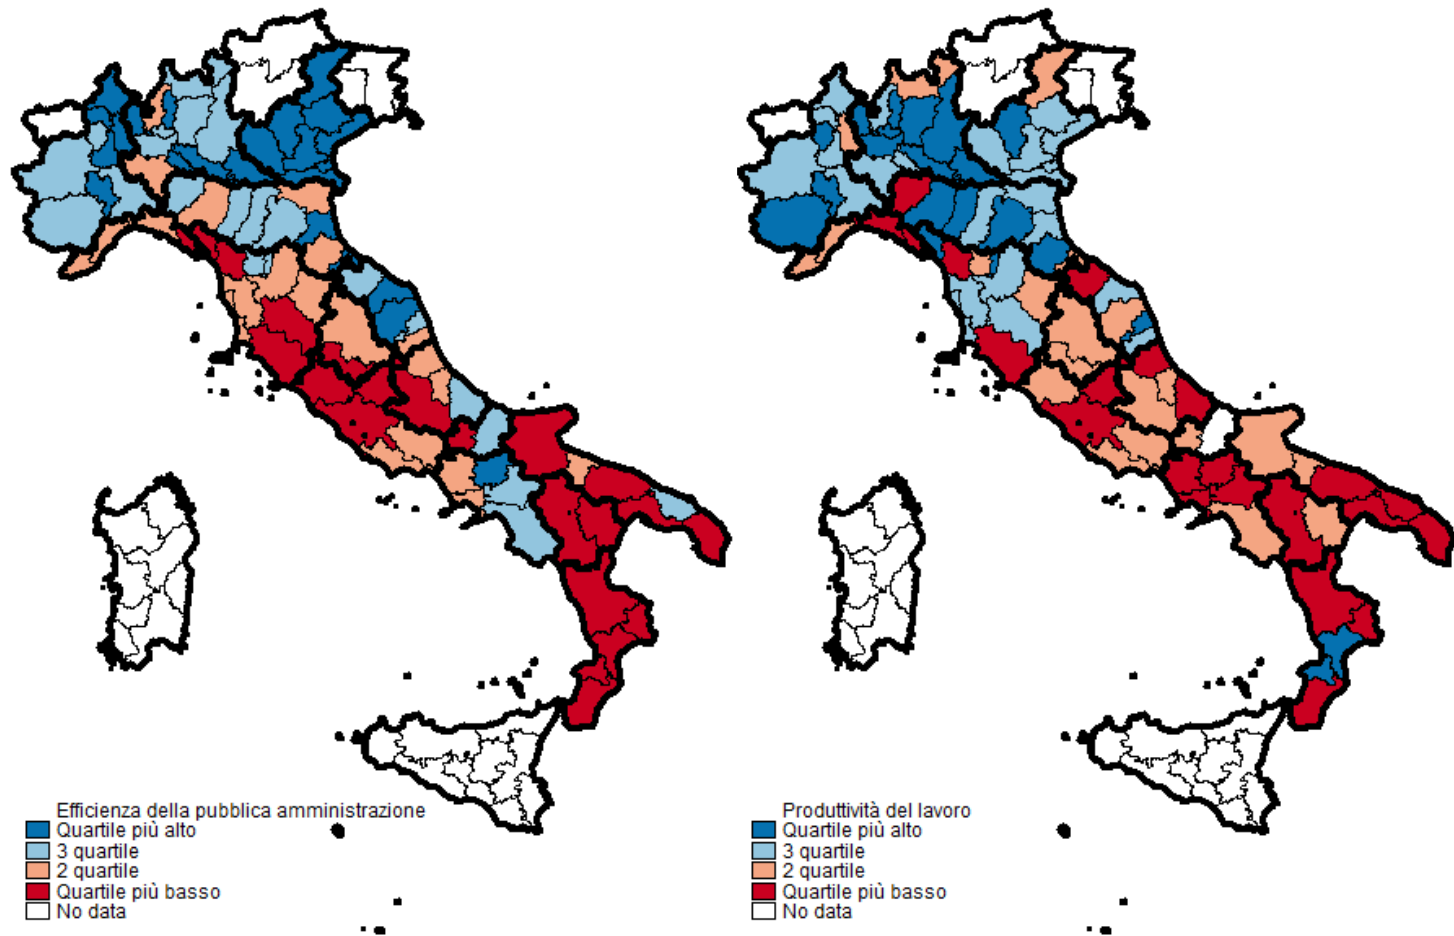 Efficienza della pubblica amministrazione
Quartile più alto
3 quartile
2 quartile
Quartile più basso
No data
Produttività del lavoro
Quartile più alto
3 quartile
2 quartile
Quartile più basso
No data